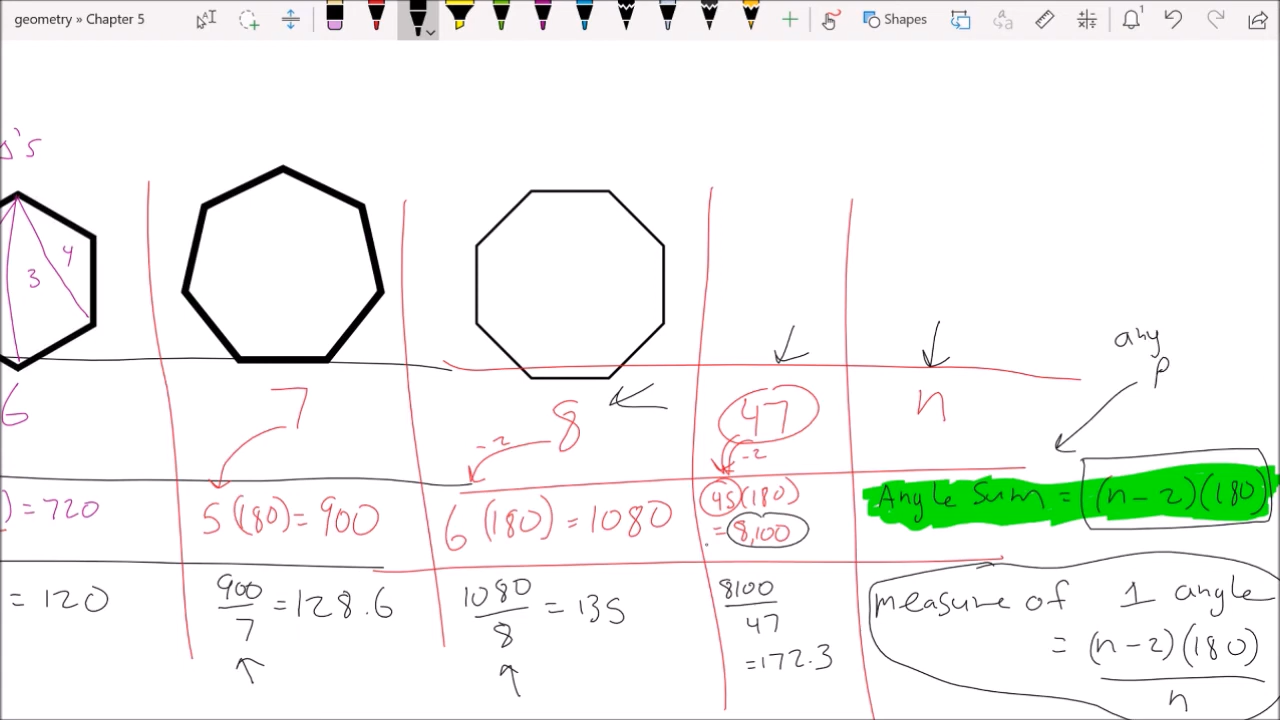 geometry » Chapter 5
Shapes
Δ's
3
4
any
P
6
7
8
47
n
-2
-2
) = 720
5 (180) = 900
6 (180) = 1080
45 (180)
= 8,100
Angle Sum = (n-2)(180)
= 120
900/7 = 128.6
1080/8 = 135
8100/47
= 172.3
measure of 1 angle
= (n-2)(180)
n